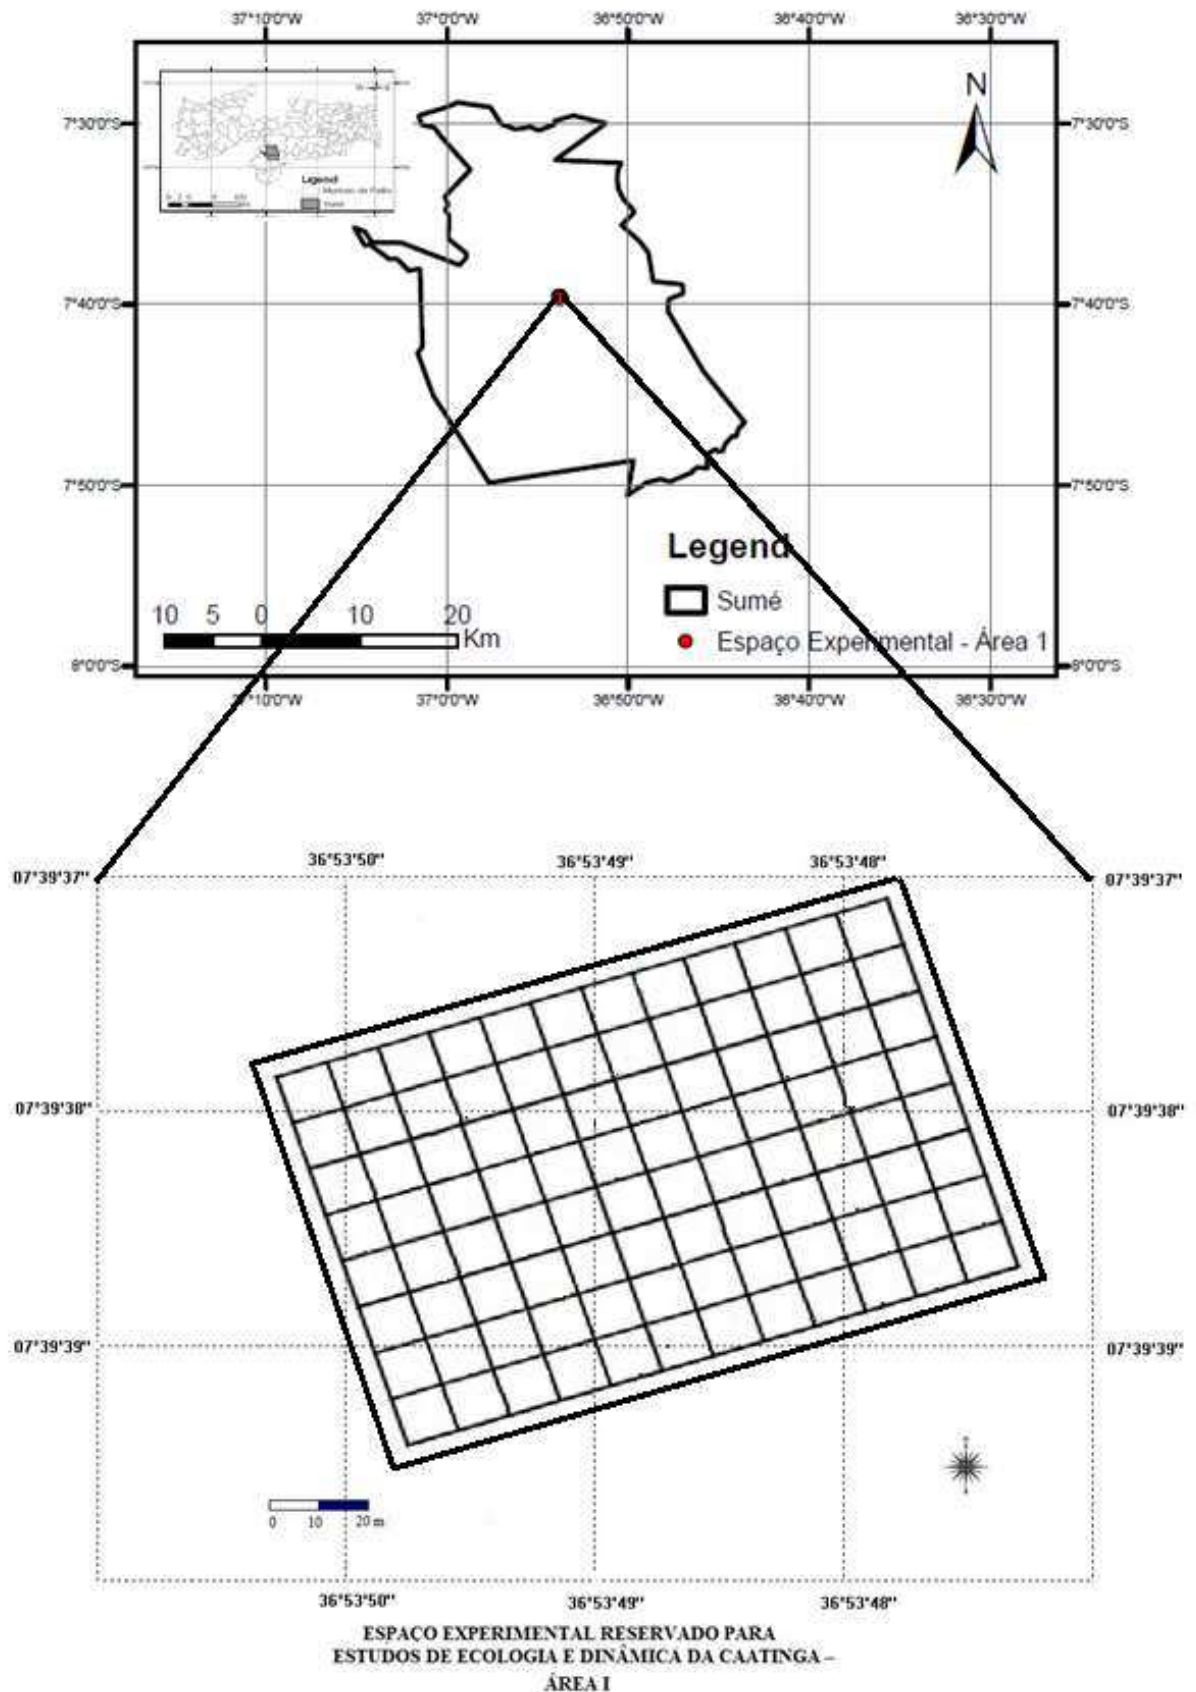 37°10'0"W 37°0'0"W 36°50'0"W 36°40'0"W 36°30'0"W
N
7°30'0"S 7°30'0"S
Legend
7°40'0"S 7°40'0"S
7°50'0"S 7°50'0"S
Legend
Sumé
10 5 0 10 20
Km
Espaço Experimental - Área 1
8°0'0"S 8°0'0"S
37°10'0"W 37°0'0"W 36°50'0"W 36°40'0"W 36°30'0"W
36°53'50" 36°53'49" 36°53'48"
07°39'37" 07°39'37"
07°39'38" 07°39'38"
07°39'39" 07°39'39"
0 10 20 m
36°53'50" 36°53'49" 36°53'48"
ESPAÇO EXPERIMENTAL RESERVADO PARA
ESTUDOS DE ECOLOGIA E DINÂMICA DA CAATINGA –
ÁREA I